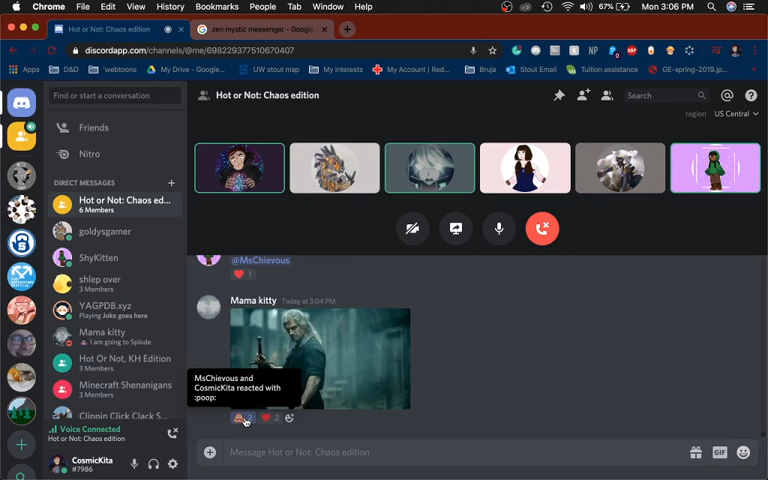 Chrome File Edit View History Bookmarks People Tab Window Help 67% Mon 3:06 PM
Hot or Not: Chaos edition
zen mystic messenger - Google
discordapp.com/channels/@me/698229377510670407
Apps D&D 'webtoons My Drive - Google... UW stout map My interests My Account | Red... Bruja Stout Email Tuition assistance GE-spring-2019.jp...
Find or start a conversation
Friends
Nitro
DIRECT MESSAGES
Hot or Not: Chaos ed...
6 Members
goldysgamer
ShyKitten
shlep over
3 Members
YAGPDB.xyz
Playing Joke goes here
Mama kitty
I am going to Splode
Hot Or Not, KH Edition
3 Members
Minecraft Shenanigans
3 Members
Clippin Click Clack S...
Voice Connected
Hot or Not: Chaos edition
CosmicKita
#7986
Hot or Not: Chaos edition
Search
region US Central
@MsChievous
1
Mama kitty Today at 3:04 PM
MsChievous and
CosmicKita reacted with
:poop:
2 2
Message Hot or Not: Chaos edition
GIF